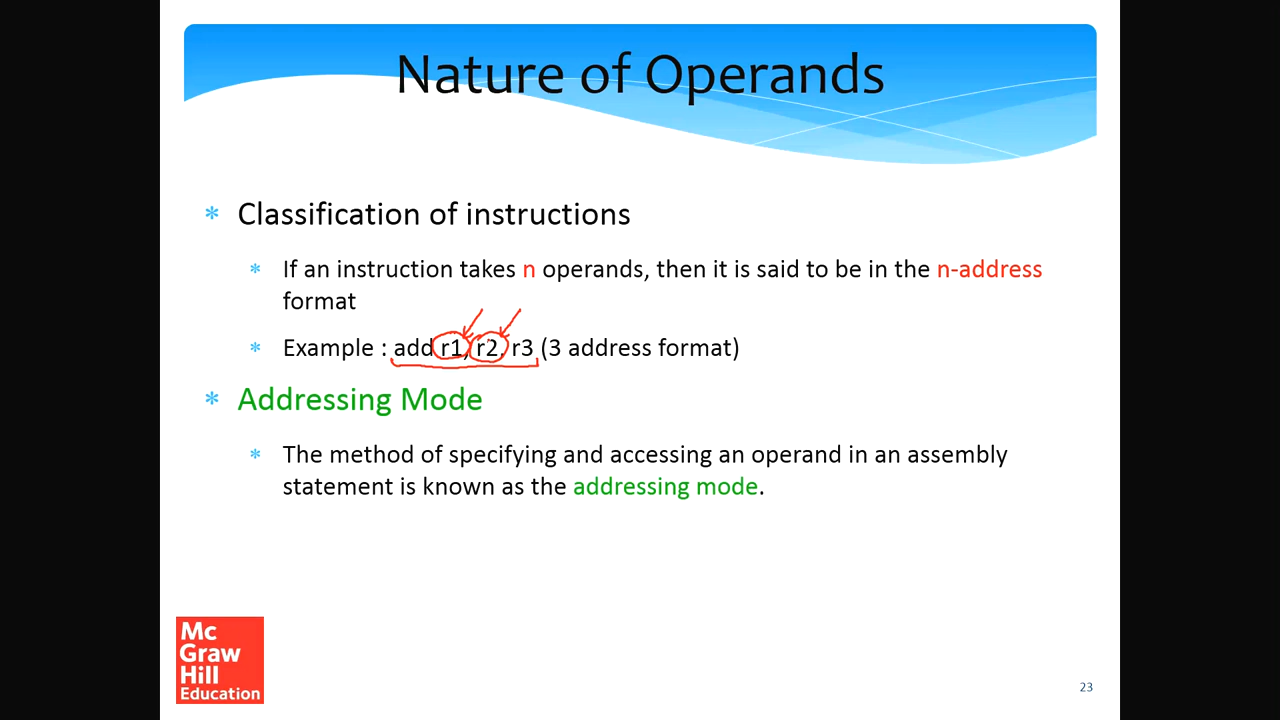 Nature of Operands
* Classification of instructions
* If an instruction takes n operands, then it is said to be in the n-address
format
* Example : add r1, r2, r3 (3 address format)
* Addressing Mode
* The method of specifying and accessing an operand in an assembly
statement is known as the addressing mode.
Mc
Graw
Hill
Education
23